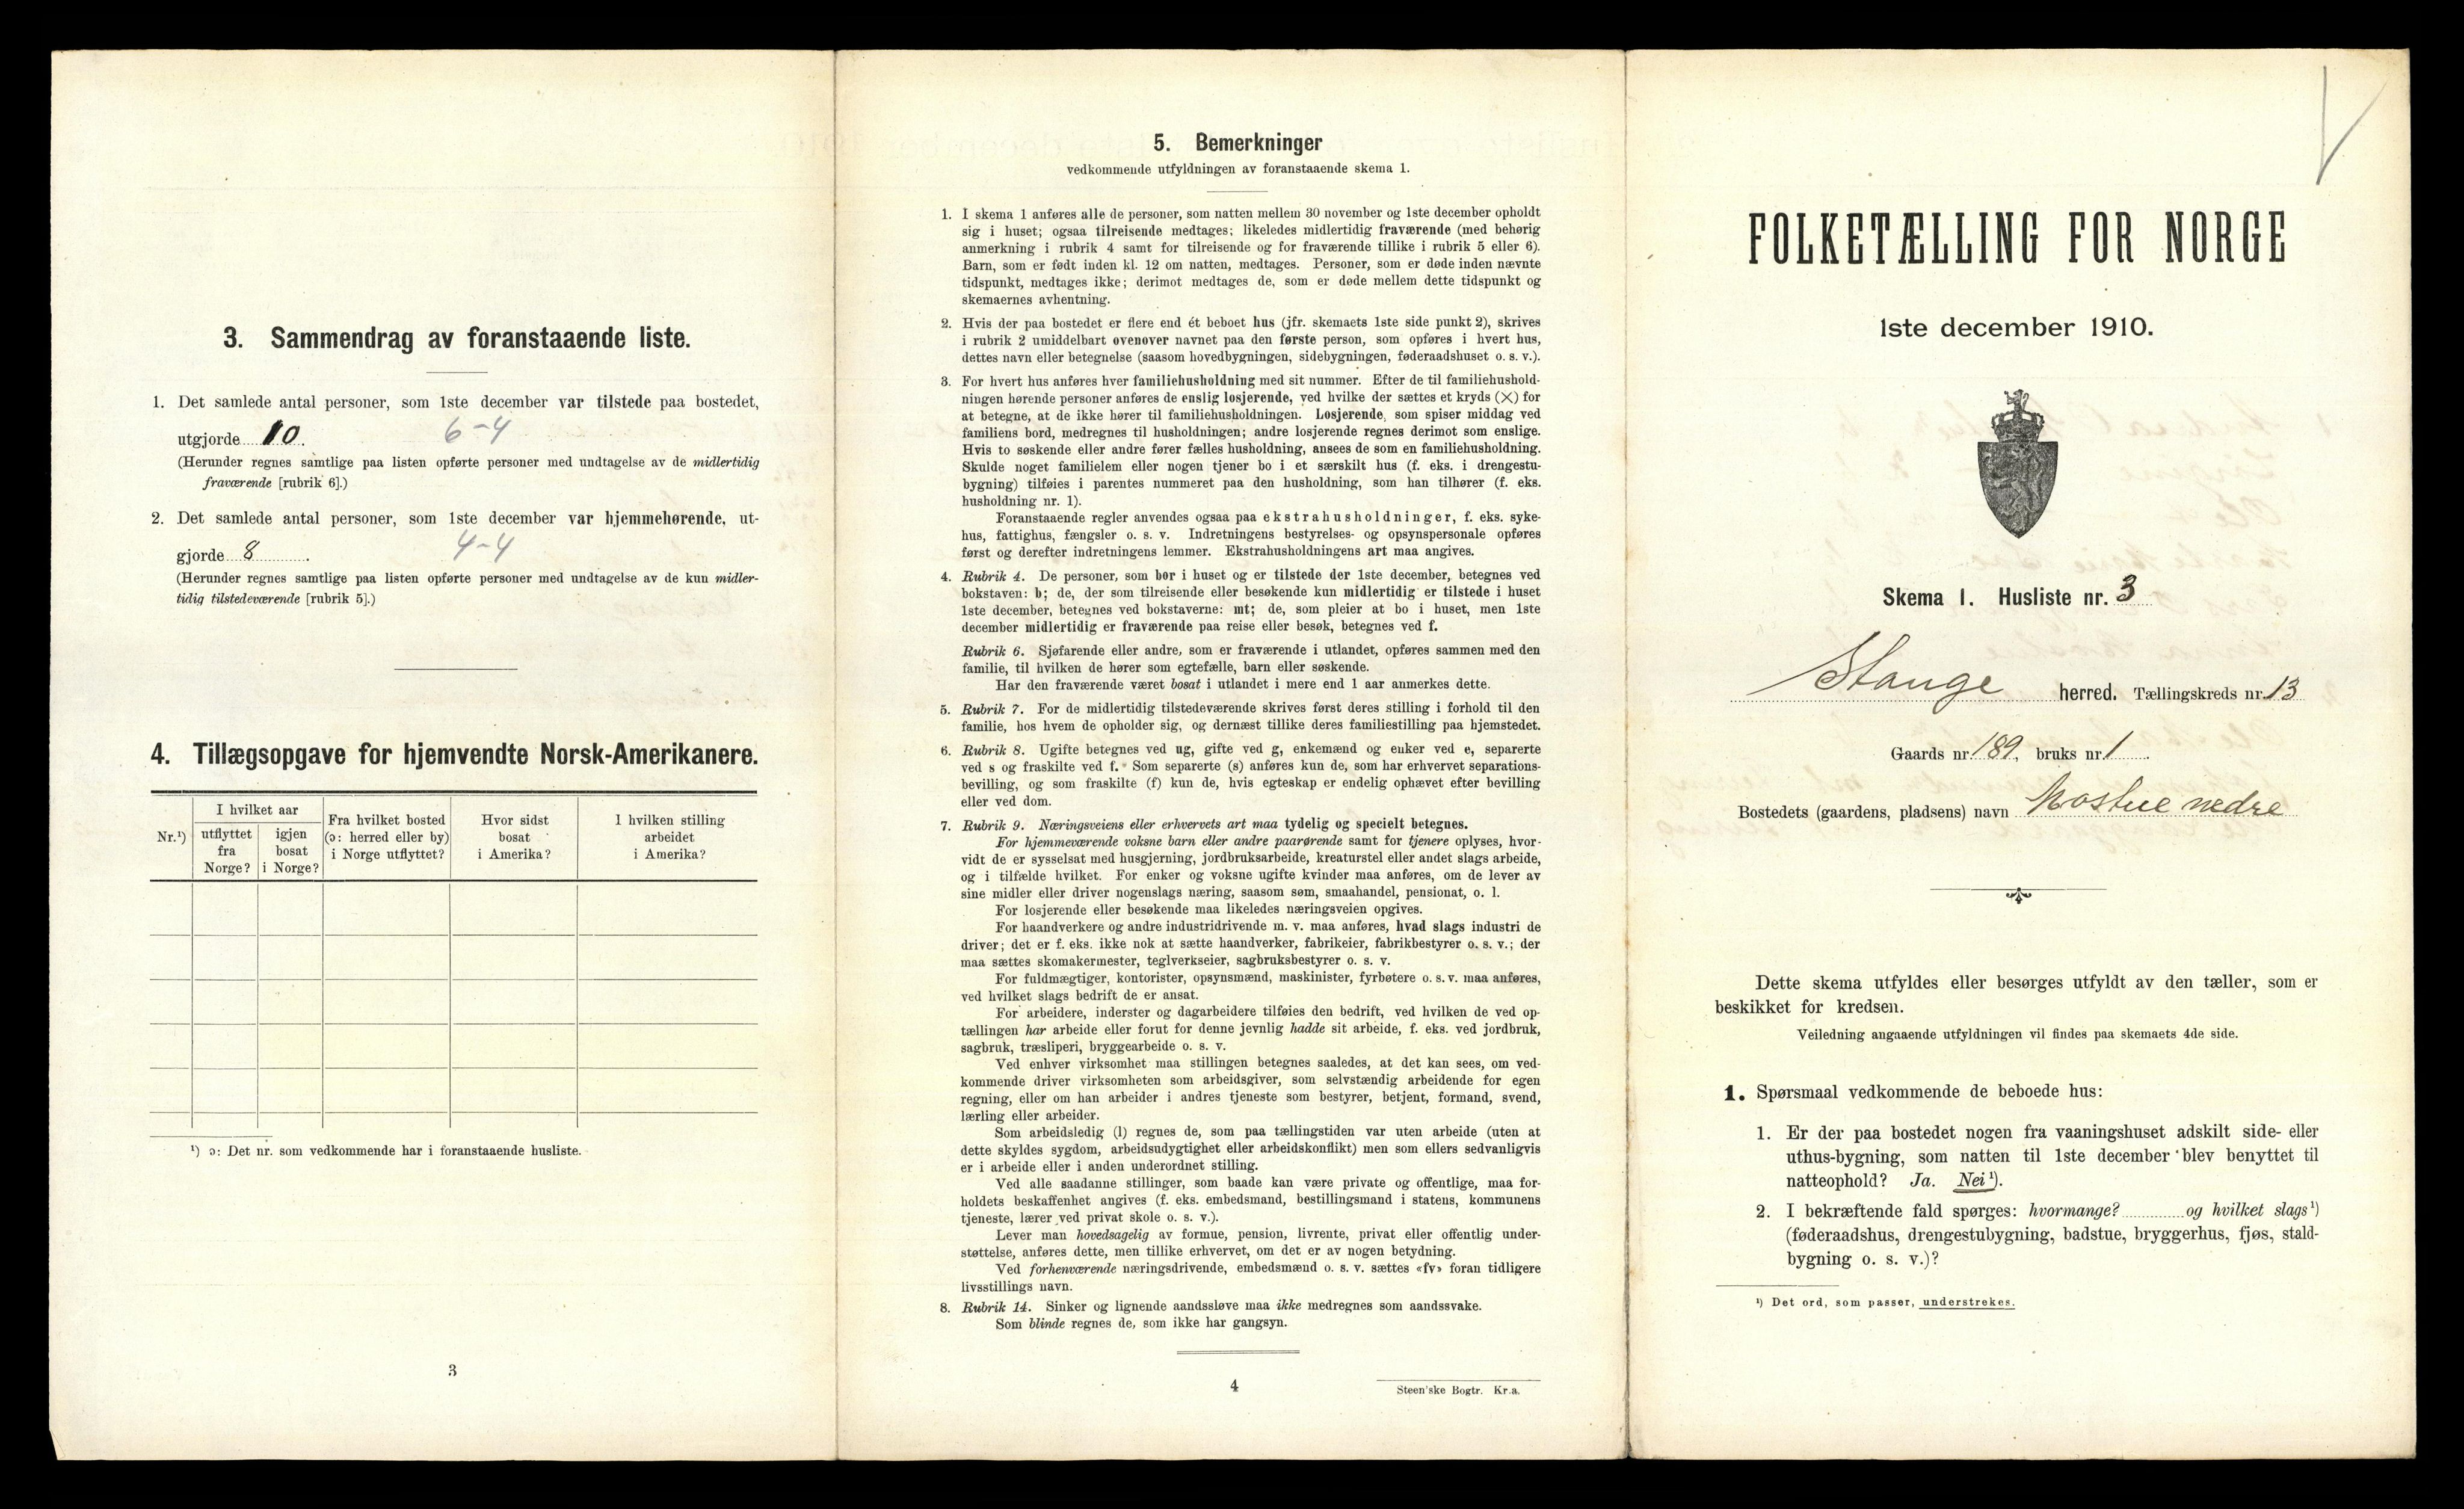 3. Sammendrag av foranstaaende liste.
1. Det samlede antal personer, som 1ste december var tilstede paa bostedet,
utgjorde 10. 6-4
(Herunder regnes samtlige paa listen opførte personer med undtagelse av de midlertidig
fraværende [rubrik 6].)
2. Det samlede antal personer, som 1ste december var hjemmehørende, ut-
gjorde 8. 4-4
(Herunder regnes samtlige paa listen opførte personer med undtagelse av de kun midler-
tidig tilstedeværende [rubrik 5].)
4. Tillægsopgave for hjemvendte Norsk-Amerikanere.
Nr.¹)
I hvilket aar
utflyttet
fra
Norge?
igjen
bosat
i Norge?
Fra hvilket bosted
(ɔ: herred eller by)
i Norge utflyttet?
Hvor sidst
bosat
i Amerika?
I hvilken stilling
arbeidet
i Amerika?
¹) ɔ: Det nr. som vedkommende har i foranstaaende husliste.
3
5. Bemerkninger
vedkommende utfyldningen av foranstaaende skema 1.
1. I skema 1 anføres alle de personer, som natten mellem 30 november og 1ste december opholdt
sig i huset; ogsaa tilreisende medtages; likeledes midlertidig fraværende (med behørig
anmerkning i rubrik 4 samt for tilreisende og for fraværende tillike i rubrik 5 eller 6).
Barn, som er født inden kl. 12 om natten, medtages. Personer, som er døde inden nævnte
tidspunkt, medtages ikke; derimot medtages de, som er døde mellem dette tidspunkt og
skemaernes avhentning.
2. Hvis der paa bostedet er flere end ét beboet hus (jfr. skemaets 1ste side punkt 2), skrives
i rubrik 2 umiddelbart ovenover navnet paa den første person, som opføres i hvert hus,
dettes navn eller betegnelse (saasom hovedbygningen, sidebygningen, føderaadshuset o. s. v.).
3. For hvert hus anføres hver familiehusholdning med sit nummer. Efter de til familiehushold-
ningen hørende personer anføres de enslig losjerende, ved hvilke der sættes et kryds (×) for
at betegne, at de ikke hører til familiehusholdningen. Losjerende, som spiser middag ved
familiens bord, medregnes til husholdningen; andre losjerende regnes derimot som enslige.
Hvis to søskende eller andre fører fælles husholdning, ansees de som en familiehusholdning.
Skulde noget familielem eller nogen tjener bo i et særskilt hus (f. eks. i drengestu-
bygning) tilføies i parentes nummeret paa den husholdning, som han tilhører (f. eks.
husholdning nr. 1).
Foranstaaende regler anvendes ogsaa paa ekstrahusholdninger, f. eks. syke-
hus, fattighus, fængsler o. s. v. Indretningens bestyrelses- og opsynspersonale opføres
først og derefter indretningens lemmer. Ekstrahusholdningens art maa angives.
4. Rubrik 4. De personer, som bor i huset og er tilstede der 1ste december, betegnes ved
bokstaven: b; de, der som tilreisende eller besøkende kun midlertidig er tilstede i huset
1ste december, betegnes ved bokstaverne: mt; de, som pleier at bo i huset, men 1ste
december midlertidig er fraværende paa reise eller besøk, betegnes ved f.
Rubrik 6. Sjøfarende eller andre, som er fraværende i utlandet, opføres sammen med den
familie, til hvilken de hører som egtefælle, barn eller søskende.
Har den fraværende været bosat i utlandet i mere end 1 aar anmerkes dette.
5. Rubrik 7. For de midlertidig tilstedeværende skrives først deres stilling i forhold til den
familie, hos hvem de opholder sig, og dernæst tillike deres familiestilling paa hjemstedet.
6. Rubrik 8. Ugifte betegnes ved ug, gifte ved g, enkemænd og enker ved e, separerte
ved s og fraskilte ved f. Som separerte (s) anføres kun de, som har erhvervet separations-
bevilling, og som fraskilte (f) kun de, hvis egteskap er endelig ophævet efter bevilling
eller ved dom.
7. Rubrik 9. Næringsveiens eller erhvervets art maa tydelig og specielt betegnes.
For hjemmeværende voksne barn eller andre paarørende samt for tjenere oplyses, hvor-
vidt de er sysselsat med husgjerning, jordbruksarbeide, kreaturstel eller andet slags arbeide,
og i tilfælde hvilket. For enker og voksne ugifte kvinder maa anføres, om de lever av
sine midler eller driver nogenslags næring, saasom søm, smaahandel, pensionat, o. l.
For losjerende eller besøkende maa likeledes næringsveien opgives.
For haandverkere og andre industridrivende m. v. maa anføres, hvad slags industri de
driver; det er f. eks. ikke nok at sætte haandverker, fabrikeier, fabrikbestyrer o. s. v.; der
maa sættes skomakermester, teglverkseier, sagbruksbestyrer o. s. v.
For fuldmægtiger, kontorister, opsynsmænd, maskinister, fyrbøtere o. s. v. maa anføres,
ved hvilket slags bedrift de er ansat.
For arbeidere, inderster og dagarbeidere tilføies den bedrift, ved hvilken de ved op-
tællingen har arbeide eller forut for denne jevnlig hadde sit arbeide, f. eks. ved jordbruk,
sagbruk, træsliperi, bryggearbeide o. s. v.
Ved enhver virksomhet maa stillingen betegnes saaledes, at det kan sees, om ved-
kommende driver virksomheten som arbeidsgiver, som selvstændig arbeidende for egen
regning, eller om han arbeider i andres tjeneste som bestyrer, betjent, formand, svend,
lærling eller arbeider.
Som arbeidsledig (l) regnes de, som paa tællingstiden var uten arbeide (uten at
dette skyldes sygdom, arbeidsudygtighet eller arbeidskonflikt) men som ellers sedvanligvis
er i arbeide eller i anden underordnet stilling.
Ved alle saadanne stillinger, som baade kan være private og offentlige, maa for-
holdets beskaffenhet angives (f. eks. embedsmand, bestillingsmand i statens, kommunens
tjeneste, lærer ved privat skole o. s. v.).
Lever man hovedsagelig av formue, pension, livrente, privat eller offentlig under-
støttelse, anføres dette, men tillike erhvervet, om det er av nogen betydning.
Ved forhenværende næringsdrivende, embedsmænd o. s. v. sættes «fv» foran tidligere
livsstillings navn.
8. Rubrik 14. Sinker og lignende aandssløve maa ikke medregnes som aandssvake.
Som blinde regnes de, som ikke har gangsyn.
4
Steen'ske Bogtr. Kr.a.
FOLKETÆLLING FOR NORGE
1ste december 1910.
Skema 1. Husliste nr. 3
Stange herred. Tællingskreds nr. 13
Gaards nr. 189, bruks nr. 1
Bostedets (gaardens, pladsens) navn Mostue nedre
Dette skema utfyldes eller besørges utfyldt av den tæller, som er
beskikket for kredsen.
Veiledning angaaende utfyldningen vil findes paa skemaets 4de side.
1. Spørsmaal vedkommende de beboede hus:
1. Er der paa bostedet nogen fra vaaningshuset adskilt side- eller
uthus-bygning, som natten til 1ste december blev benyttet til
natteophold? Ja. Nei¹).
2. I bekræftende fald spørges: hvormange? og hvilket slags¹)
(føderaadshus, drengestubygning, badstue, bryggerhus, fjøs, stald-
bygning o. s. v.)?
¹) Det ord, som passer, understrekes.